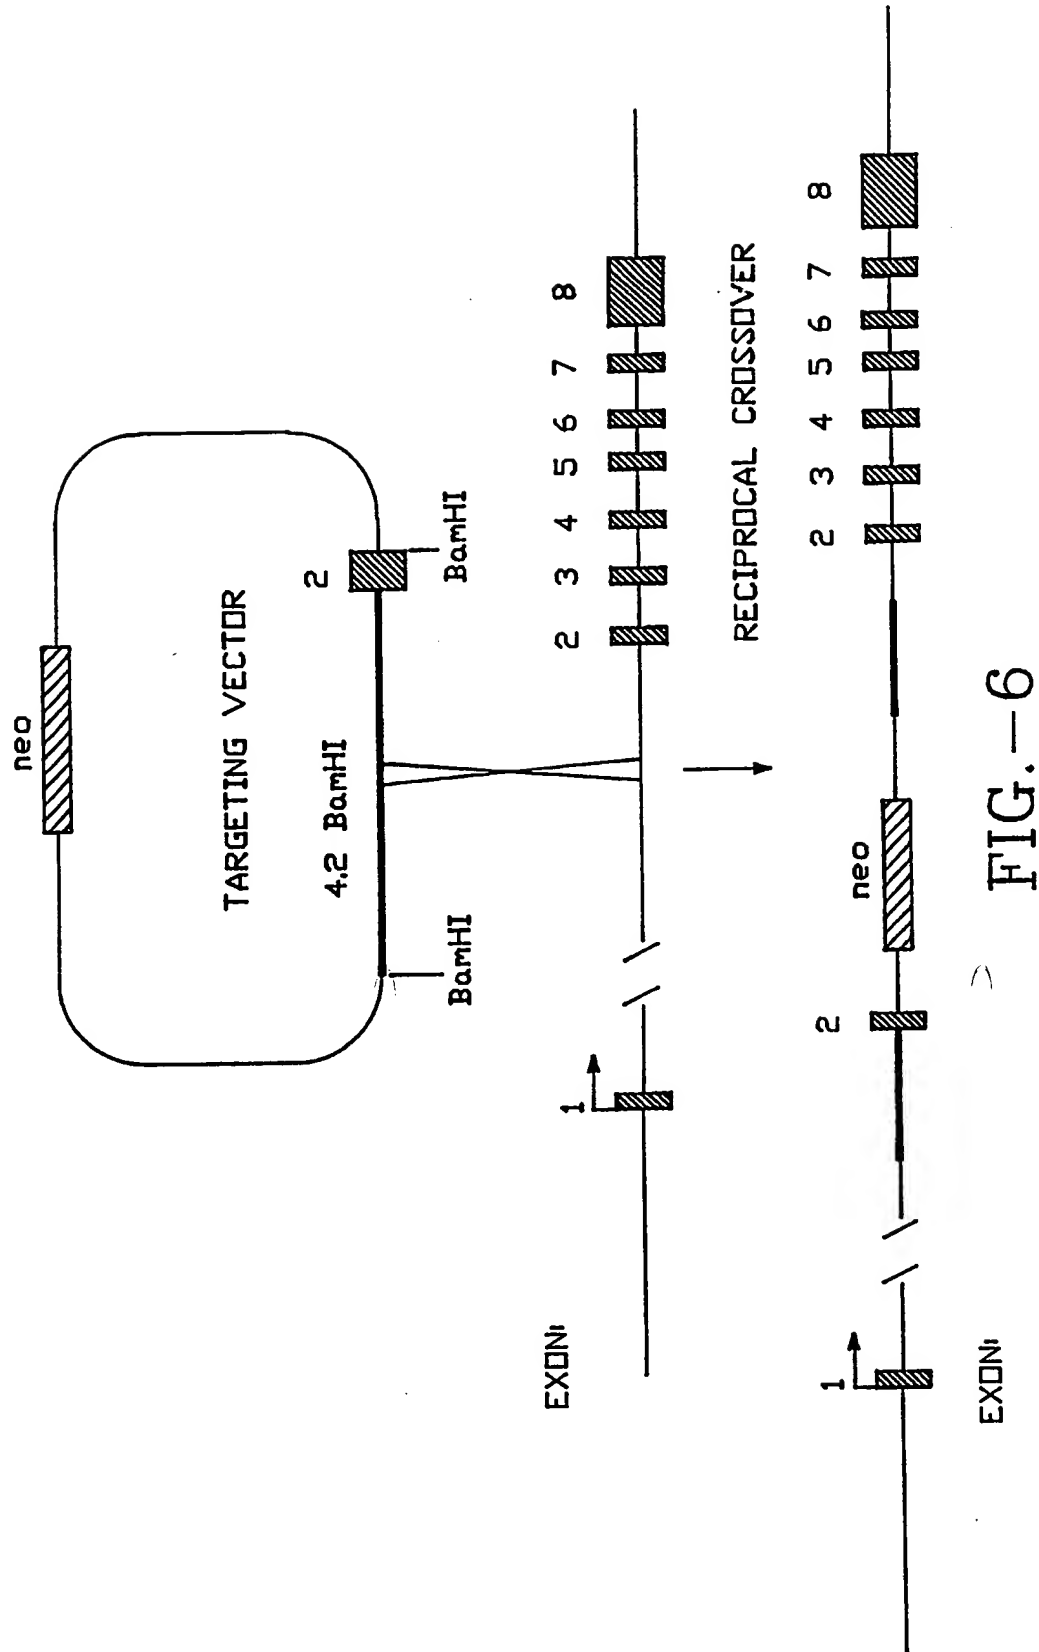 neo
TARGETING VECTOR
4.2 BamHI
2
BamHI
BamHI
EXON:
1
2
3
4
5
6
7
8
RECIPROCAL CROSSOVER
1
2
neo
2
3
4
5
6
7
8
EXON:
FIG.-6